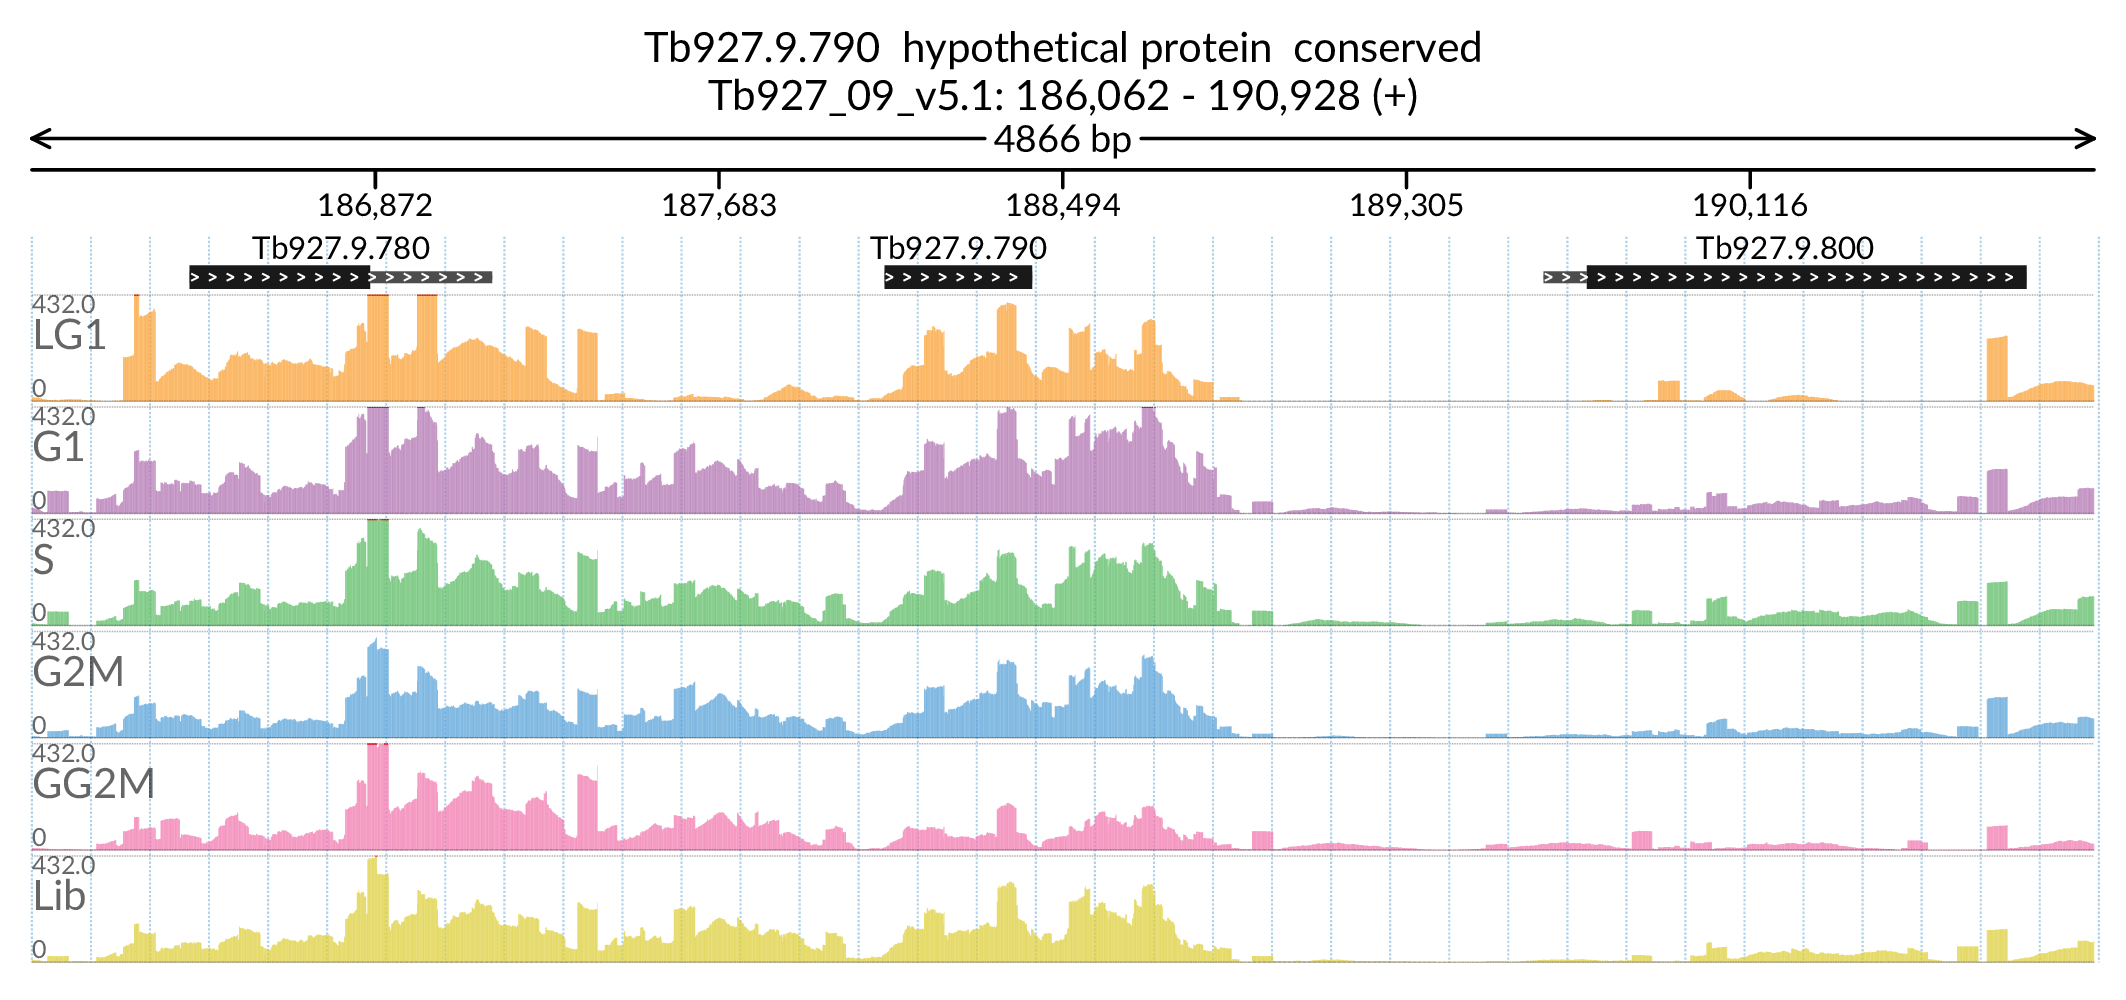 Tb927.9.790  hypothetical protein  conserved
Tb927_09_v5.1: 186,062 - 190,928 (+)
4866 bp
186,872 187,683 188,494 189,305 190,116
Tb927.9.780 Tb927.9.790 Tb927.9.800
432.0
LG1
0
432.0
G1
0
432.0
S
0
432.0
G2M
0
432.0
GG2M
0
432.0
Lib
0